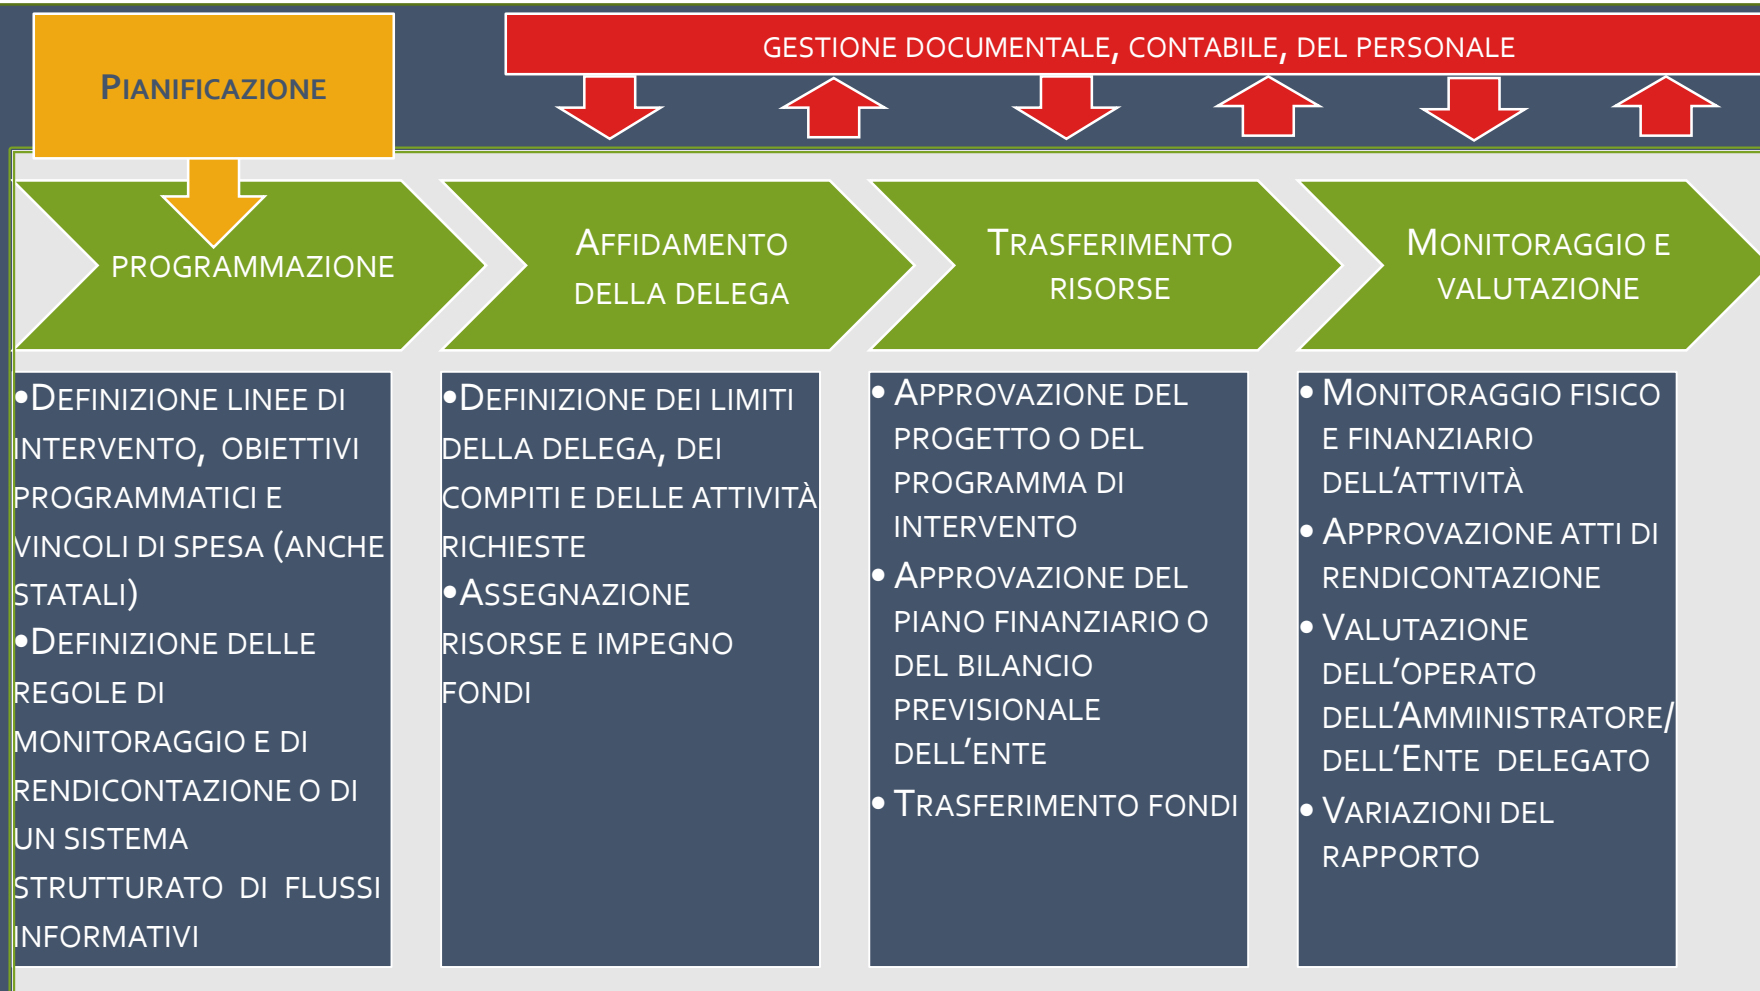 Pianificazione
gestione documentale, contabile, del personale
programmazione
Affidamento
della delega
Trasferimento
risorse
Monitoraggio e
valutazione
•Definizione linee di
intervento, obiettivi
programmatici e
vincoli di spesa (anche
statali)
•Definizione delle
regole di
monitoraggio e di
rendicontazione o di
un sistema
strutturato di flussi
informativi
•Definizione dei limiti
della delega, dei
compiti e delle attività
richieste
•Assegnazione
risorse e impegno
fondi
• Approvazione del
progetto o del
programma di
intervento
• Approvazione del
piano finanziario o
del bilancio
previsionale
dell'ente
• Trasferimento fondi
• Monitoraggio fisico
e finanziario
dell'attività
• Approvazione atti di
rendicontazione
• Valutazione
dell'operato
dell'Amministratore/
dell'Ente delegato
• Variazioni del
rapporto